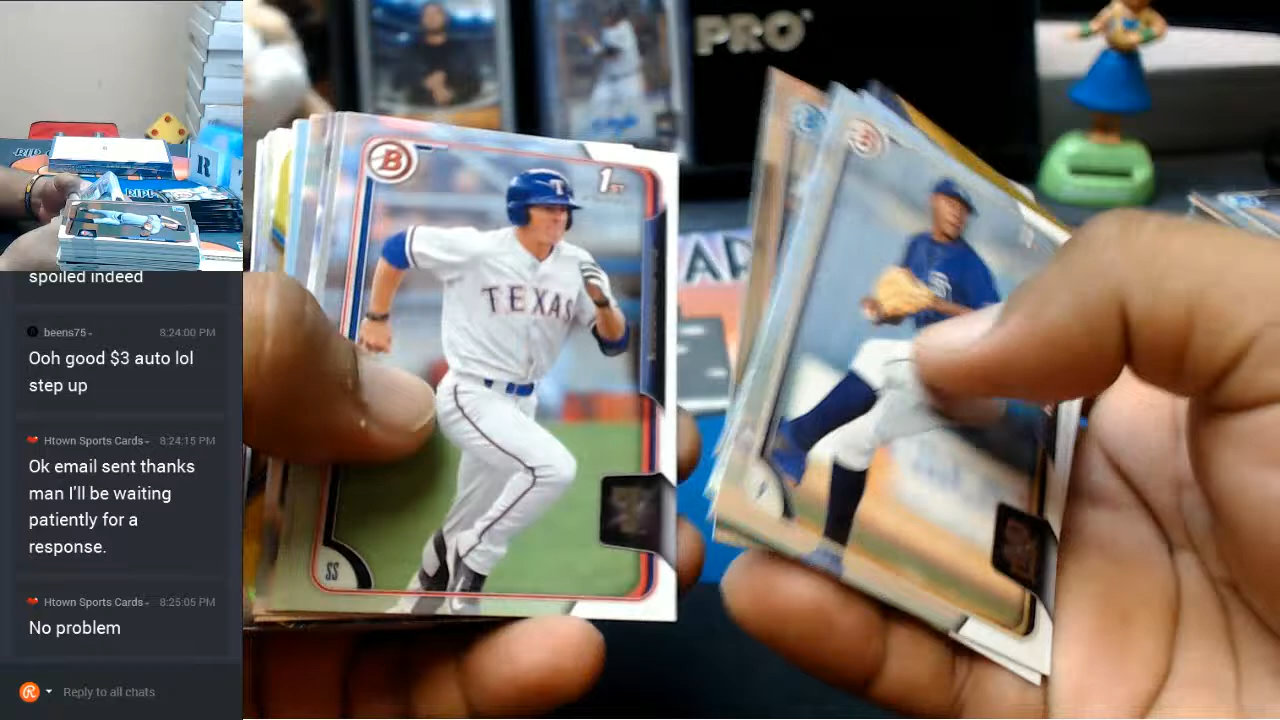 PRO
spoiled indeed
beens75
8:24:00 PM
Ooh good $3 auto lol
step up
Htown Sports Cards
8:24:15 PM
Ok email sent thanks
man I'll be waiting
patiently for a
response.
Htown Sports Cards
8:25:05 PM
No problem
Reply to all chats
B
1ST
TEXAS
SS
R